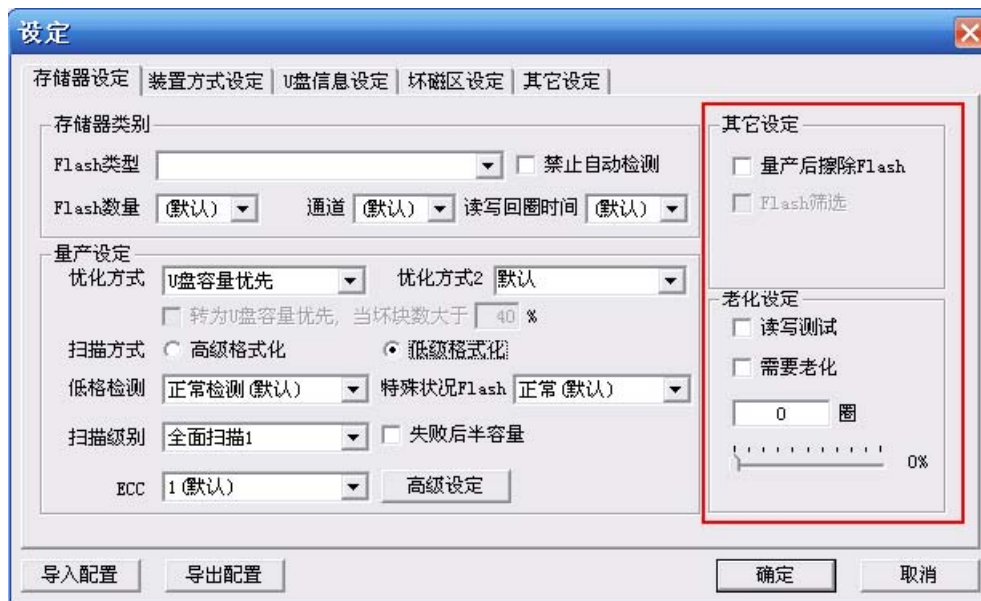 设定
存储器设定 装置方式设定 U盘信息设定 坏磁区设定 其它设定
存储器类别
Flash类型 禁止自动检测
Flash数量 (默认) 通道 (默认) 读写回圈时间 (默认)
量产设定
优化方式 U盘容量优先 优化方式2 默认
转为U盘容量优先, 当坏块数大于 40 %
扫描方式 高级格式化 低级格式化
低格检测 正常检测(默认) 特殊状况Flash 正常(默认)
扫描级别 全面扫描1 失败后半容量
ECC 1(默认) 高级设定
其它设定
量产后擦除Flash
Flash筛选
老化设定
读写测试
需要老化
0 圈
0%
导入配置 导出配置 确定 取消